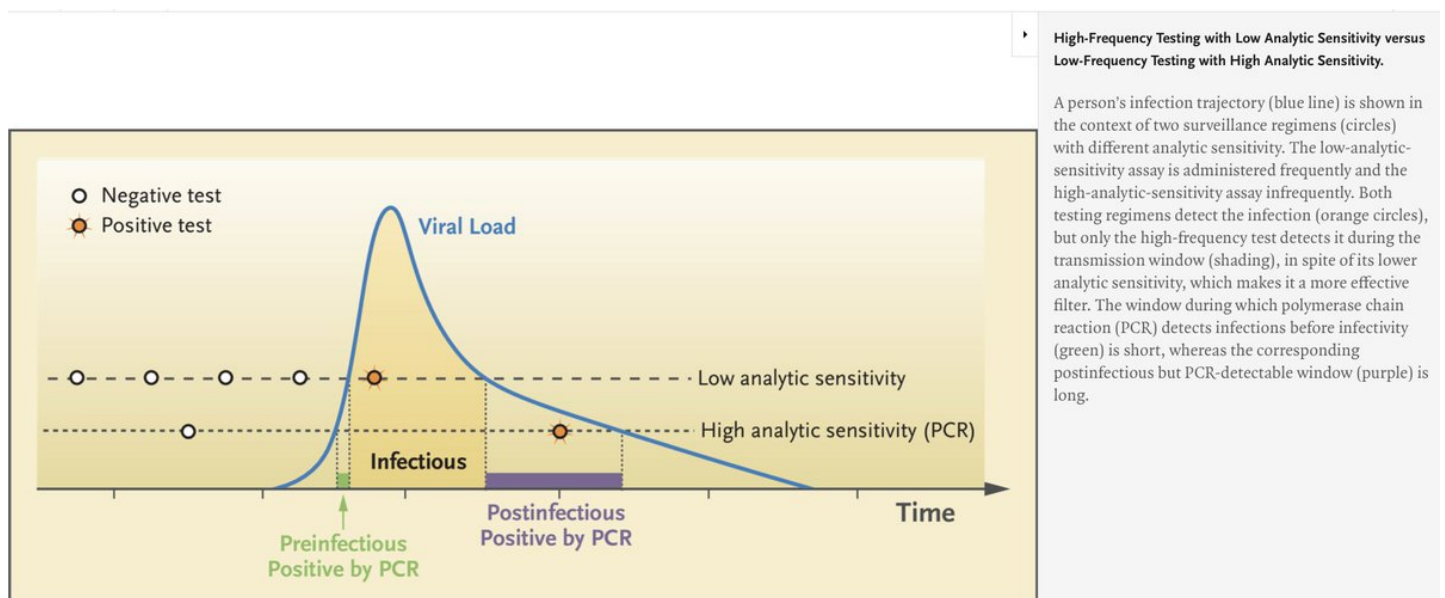 Negative test
Positive test
Viral Load
Low analytic sensitivity
High analytic sensitivity (PCR)
Infectious
Time
Preinfectious
Positive by PCR
Postinfectious
Positive by PCR
High-Frequency Testing with Low Analytic Sensitivity versus
Low-Frequency Testing with High Analytic Sensitivity.
A person’s infection trajectory (blue line) is shown in
the context of two surveillance regimens (circles)
with different analytic sensitivity. The low-analytic-
sensitivity assay is administered frequently and the
high-analytic-sensitivity assay infrequently. Both
testing regimens detect the infection (orange circles),
but only the high-frequency test detects it during the
transmission window (shading), in spite of its lower
analytic sensitivity, which makes it a more effective
filter. The window during which polymerase chain
reaction (PCR) detects infections before infectivity
(green) is short, whereas the corresponding
postinfectious but PCR-detectable window (purple) is
long.